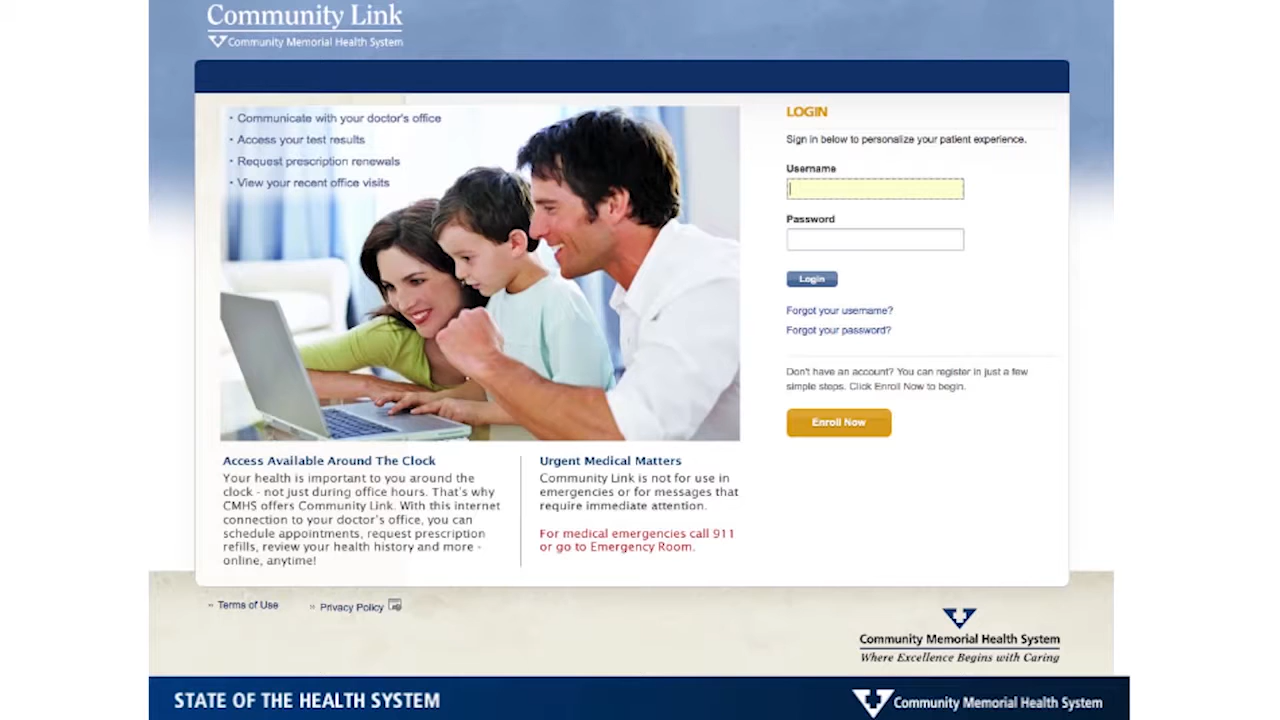 Community Link
Community Memorial Health System
• Communicate with your doctor's office
• Access your test results
• Request prescription renewals
• View your recent office visits
LOGIN
Sign in below to personalize your patient experience.
Username
Password
Login
Forgot your username?
Forgot your password?
Don't have an account? You can register in just a few
simple steps. Click Enroll Now to begin.
Enroll Now
Access Available Around The Clock
Your health is important to you around the
clock - not just during office hours. That's why
CMHS offers Community Link. With this internet
connection to your doctor's office, you can
schedule appointments, request prescription
refills, review your health history and more -
online, anytime!
Urgent Medical Matters
Community Link is not for use in
emergencies or for messages that
require immediate attention.
For medical emergencies call 911
or go to Emergency Room.
» Terms of Use
» Privacy Policy
Community Memorial Health System
Where Excellence Begins with Caring
STATE OF THE HEALTH SYSTEM
Community Memorial Health System